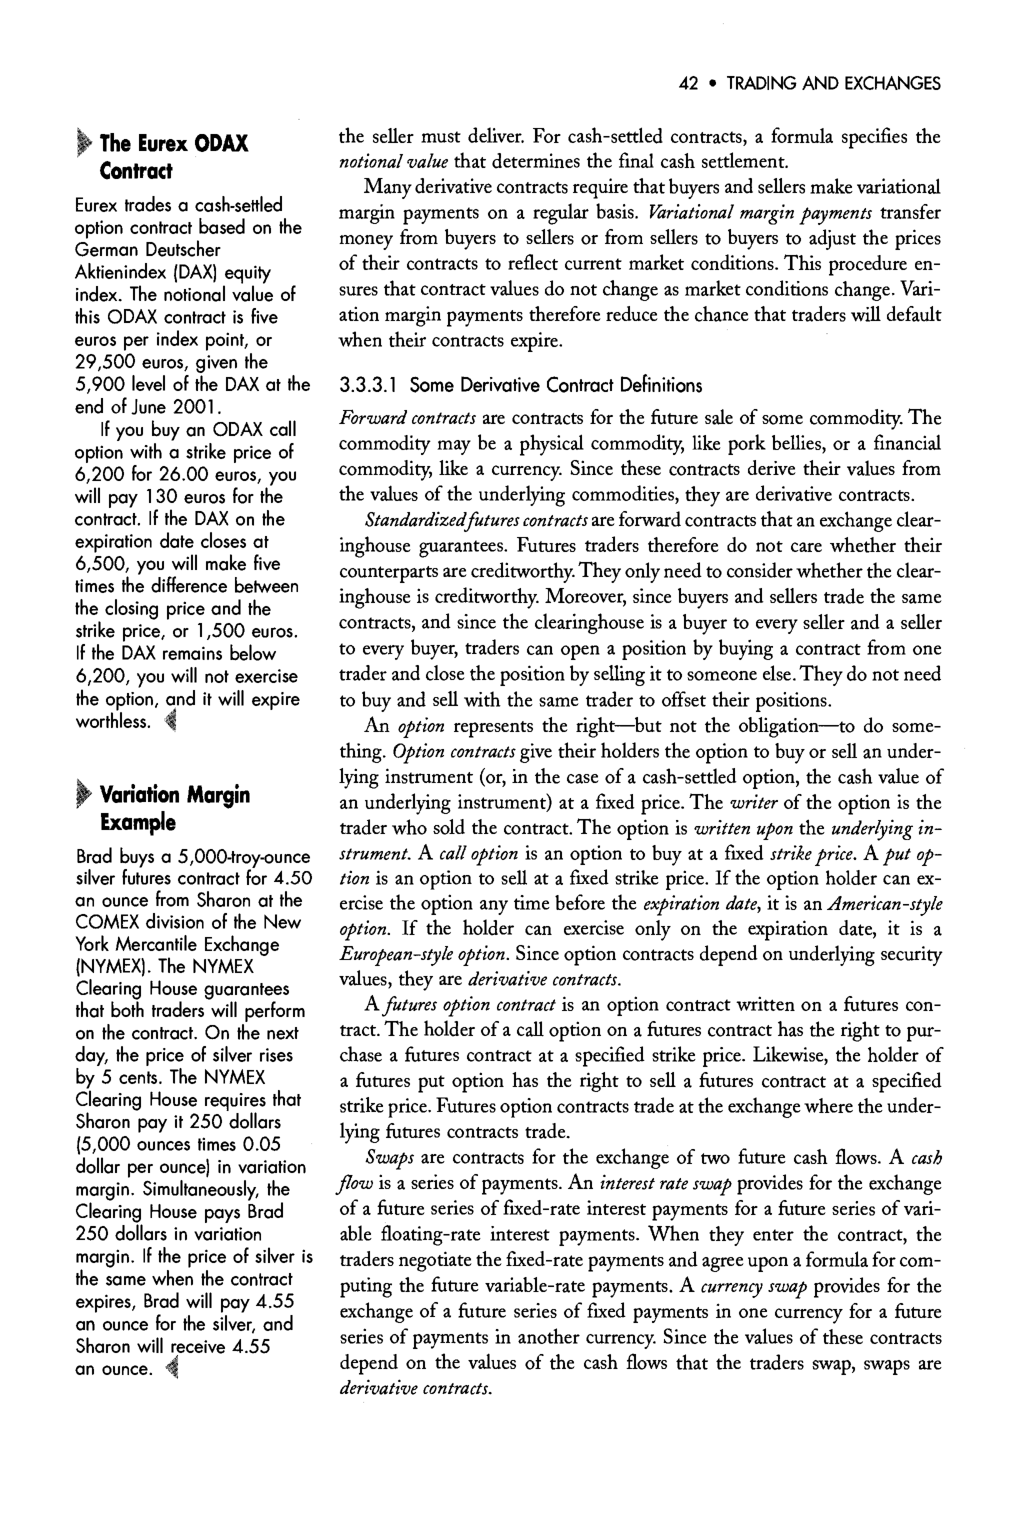 42 • TRADING AND EXCHANGES
The Eurex ODAX
Contract
Eurex trades a cash-settled
option contract based on the
German Deutscher
Aktienindex (DAX) equity
index. The notional value of
this ODAX contract is five
euros per index point, or
29,500 euros, given the
5,900 level of the DAX at the
end of June 2001.
If you buy an ODAX call
option with a strike price of
6,200 for 26.00 euros, you
will pay 130 euros for the
contract. If the DAX on the
expiration date closes at
6,500, you will make five
times the difference between
the closing price and the
strike price, or 1,500 euros.
If the DAX remains below
6,200, you will not exercise
the option, and it will expire
worthless.
Variation Margin
Example
Brad buys a 5,000-troy-ounce
silver futures contract for 4.50
an ounce from Sharon at the
COMEX division of the New
York Mercantile Exchange
(NYMEX). The NYMEX
Clearing House guarantees
that both traders will perform
on the contract. On the next
day, the price of silver rises
by 5 cents. The NYMEX
Clearing House requires that
Sharon pay it 250 dollars
(5,000 ounces times 0.05
dollar per ounce) in variation
margin. Simultaneously, the
Clearing House pays Brad
250 dollars in variation
margin. If the price of silver is
the same when the contract
expires, Brad will pay 4.55
an ounce for the silver, and
Sharon will receive 4.55
an ounce.
the seller must deliver. For cash-settled contracts, a formula specifies the
notional value that determines the final cash settlement.
Many derivative contracts require that buyers and sellers make variational
margin payments on a regular basis. Variational margin payments transfer
money from buyers to sellers or from sellers to buyers to adjust the prices
of their contracts to reflect current market conditions. This procedure en-
sures that contract values do not change as market conditions change. Vari-
ation margin payments therefore reduce the chance that traders will default
when their contracts expire.
3.3.3.1 Some Derivative Contract Definitions
Forward contracts are contracts for the future sale of some commodity. The
commodity may be a physical commodity, like pork bellies, or a financial
commodity, like a currency. Since these contracts derive their values from
the values of the underlying commodities, they are derivative contracts.
Standardized futures contracts are forward contracts that an exchange clear-
inghouse guarantees. Futures traders therefore do not care whether their
counterparts are creditworthy. They only need to consider whether the clear-
inghouse is creditworthy. Moreover, since buyers and sellers trade the same
contracts, and since the clearinghouse is a buyer to every seller and a seller
to every buyer, traders can open a position by buying a contract from one
trader and close the position by selling it to someone else. They do not need
to buy and sell with the same trader to offset their positions.
An option represents the right—but not the obligation—to do some-
thing. Option contracts give their holders the option to buy or sell an under-
lying instrument (or, in the case of a cash-settled option, the cash value of
an underlying instrument) at a fixed price. The writer of the option is the
trader who sold the contract. The option is written upon the underlying in-
strument. A call option is an option to buy at a fixed strike price. A put op-
tion is an option to sell at a fixed strike price. If the option holder can ex-
ercise the option any time before the expiration date, it is an American-style
option. If the holder can exercise only on the expiration date, it is a
European-style option. Since option contracts depend on underlying security
values, they are derivative contracts.
A futures option contract is an option contract written on a futures con-
tract. The holder of a call option on a futures contract has the right to pur-
chase a futures contract at a specified strike price. Likewise, the holder of
a futures put option has the right to sell a futures contract at a specified
strike price. Futures option contracts trade at the exchange where the under-
lying futures contracts trade.
Swaps are contracts for the exchange of two future cash flows. A cash
flow is a series of payments. An interest rate swap provides for the exchange
of a future series of fixed-rate interest payments for a future series of vari-
able floating-rate interest payments. When they enter the contract, the
traders negotiate the fixed-rate payments and agree upon a formula for com-
puting the future variable-rate payments. A currency swap provides for the
exchange of a future series of fixed payments in one currency for a future
series of payments in another currency. Since the values of these contracts
depend on the values of the cash flows that the traders swap, swaps are
derivative contracts.